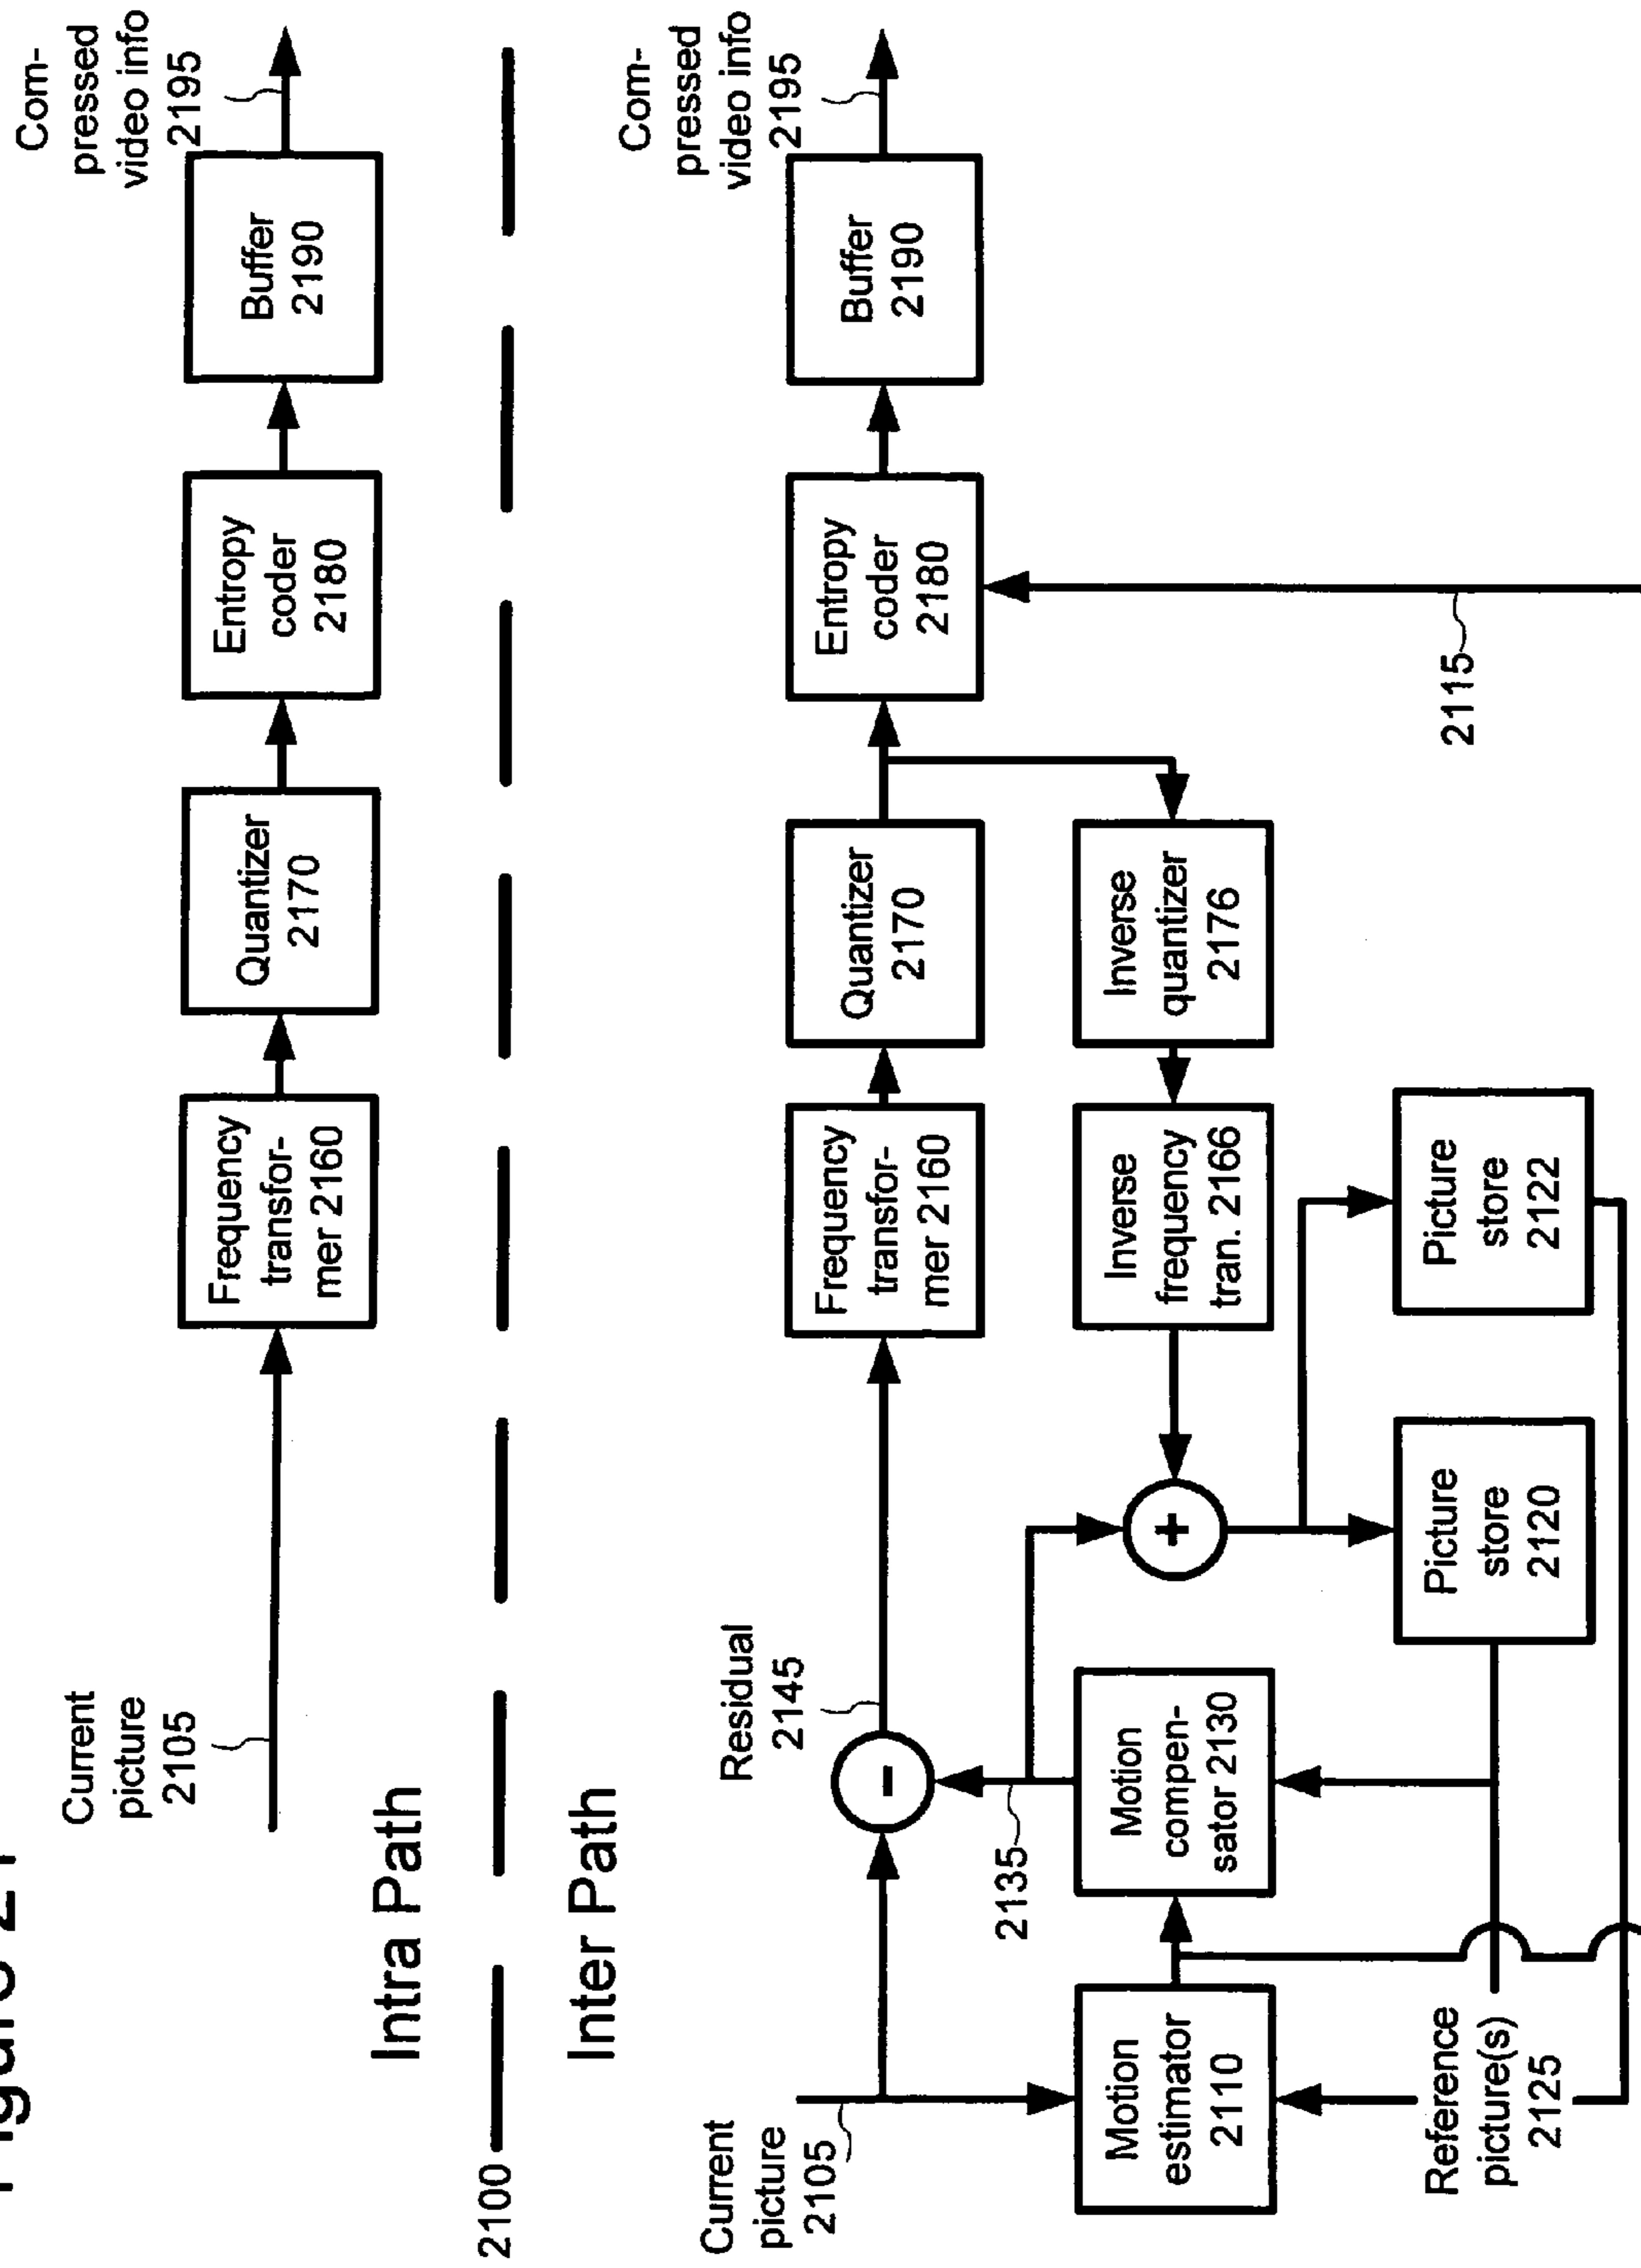 Figure 21
Current
picture
2105
Frequency
transfor-
mer 2160
Quantizer
2170
Entropy
coder
2180
Buffer
2190
Com-
pressed
video info
2195
Intra Path
2100
Inter Path
Current
picture
2105
Residual
2145
Frequency
transfor-
mer 2160
Quantizer
2170
Entropy
coder
2180
Buffer
2190
Com-
pressed
video info
2195
-
2135
Motion
estimator
2110
Motion
compen-
sator 2130
+
Inverse
frequency
tran. 2166
Inverse
quantizer
2176
Reference
picture(s)
2125
Picture
store
2120
Picture
store
2122
2115